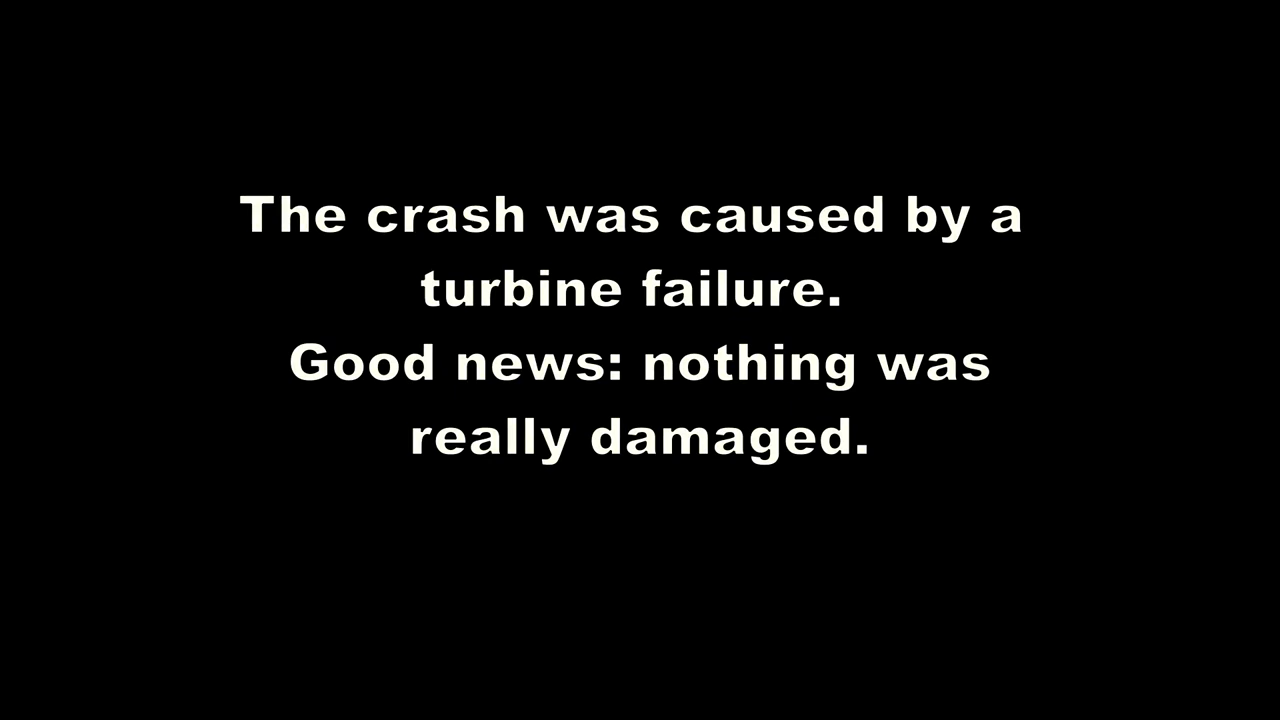 The crash was caused by a
turbine failure.
Good news: nothing was
really damaged.